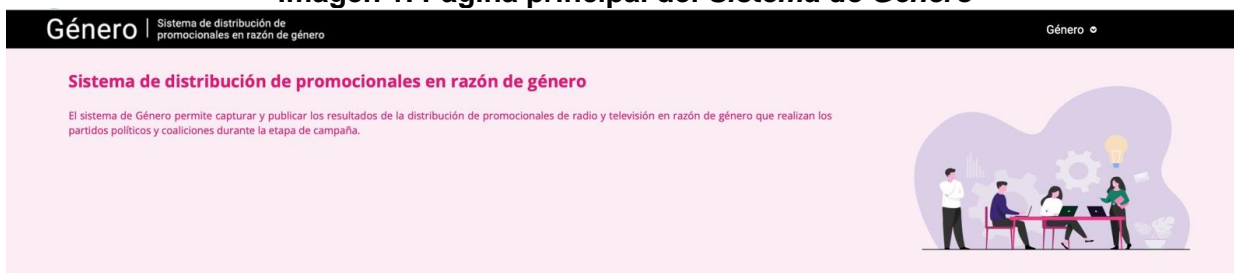 Imagen 1. Página principal del Sistema de Género
Género | Sistema de distribución de
promocionales en razón de género
Género
Sistema de distribución de promocionales en razón de género
El sistema de Género permite capturar y publicar los resultados de la distribución de promocionales de radio y televisión en razón de género que realizan los
partidos políticos y coaliciones durante la etapa de campaña.